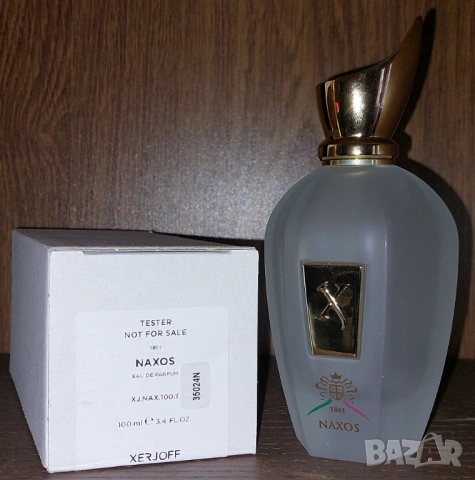 TESTER
NOT FOR SALE
1861
NAXOS
EAU DE PARFUM
XJ.NAX.100.T
35024N
100 ml ℮ 3.4 FL.OZ.
XERJOFF
X
1861
NAXOS
BAZAR
bg